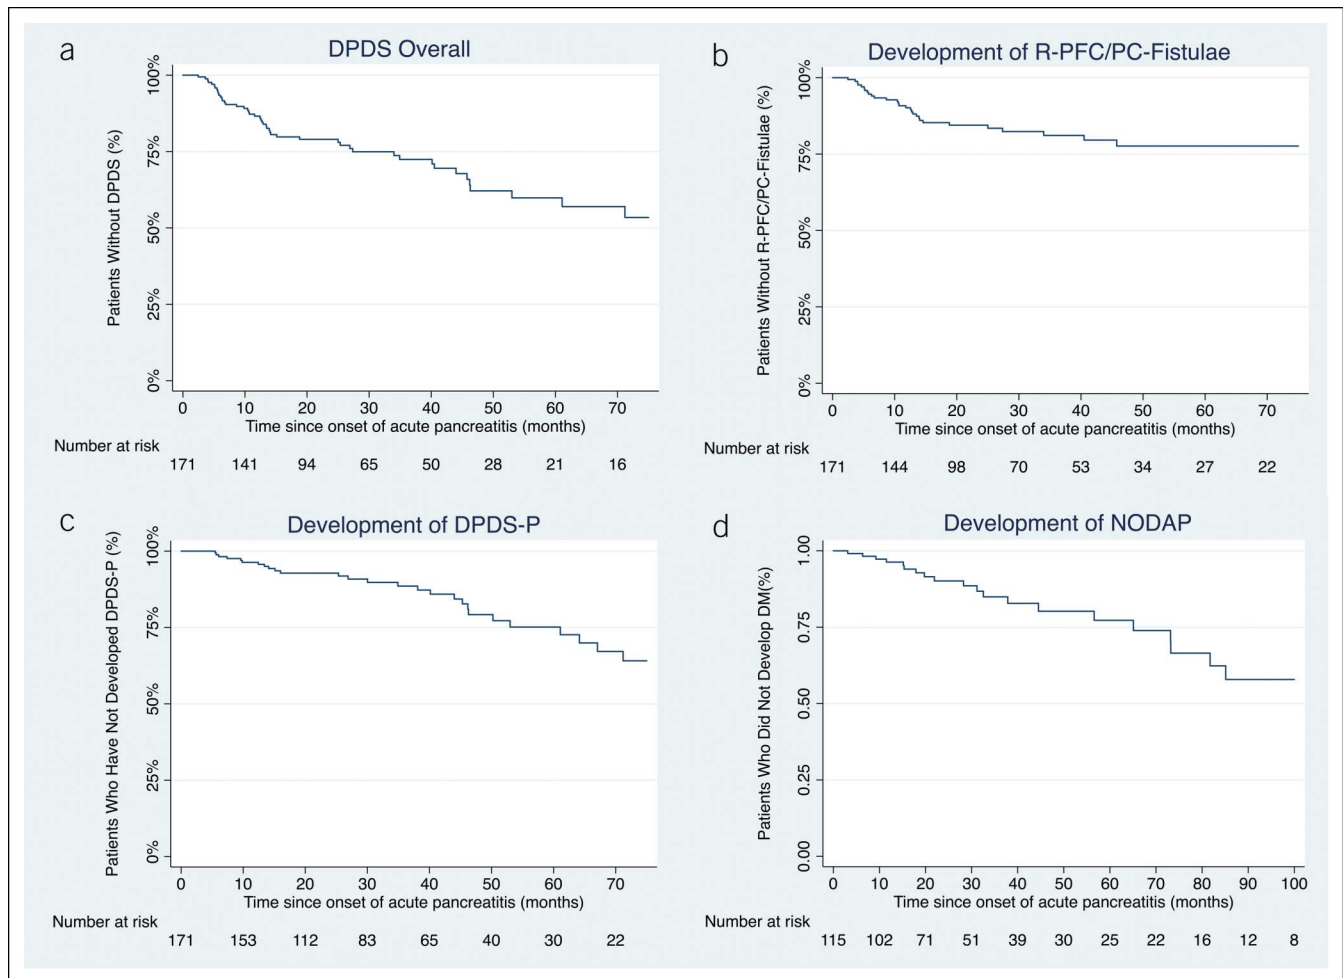 a
DPDS Overall
Patients Without DPDS (%)
100%
75%
50%
25%
0%
0 10 20 30 40 50 60 70
Time since onset of acute pancreatitis (months)
Number at risk
171 141 94 65 50 28 21 16
b
Development of R-PFC/PC-Fistulae
Patients Without R-PFC/PC-Fistulae (%)
100%
75%
50%
25%
0%
0 10 20 30 40 50 60 70
Time since onset of acute pancreatitis (months)
Number at risk
171 144 98 70 53 34 27 22
c
Development of DPDS-P
Patients Who Have Not Developed DPDS-P (%)
100%
75%
50%
25%
0%
0 10 20 30 40 50 60 70
Time since onset of acute pancreatitis (months)
Number at risk
171 153 112 83 65 40 30 22
d
Development of NODAP
Patients Who Did Not Develop DM(%)
1.00
0.75
0.50
0.25
0.00
0 10 20 30 40 50 60 70 80 90 100
Time since onset of acute pancreatitis (months)
Number at risk
115 102 71 51 39 30 25 22 16 12 8